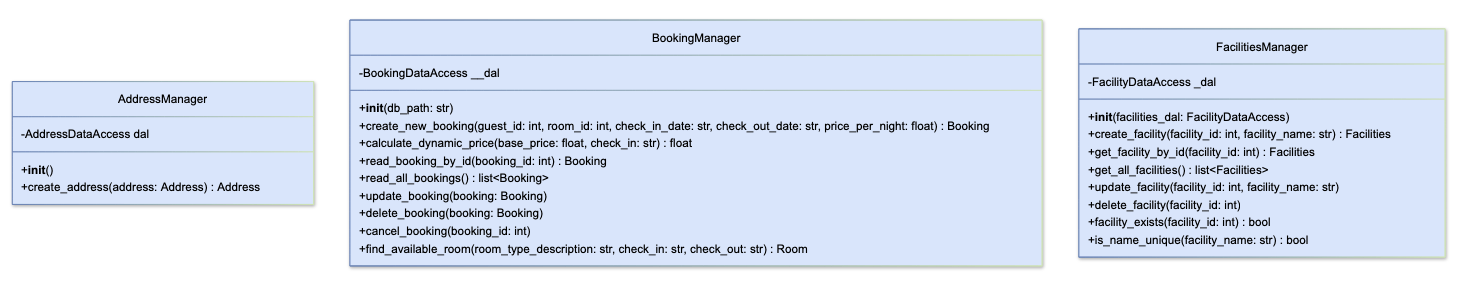 AddressManager
-AddressDataAccess dal
+init()
+create_address(address: Address) : Address
BookingManager
-BookingDataAccess __dal
+init(db_path: str)
+create_new_booking(guest_id: int, room_id: int, check_in_date: str, check_out_date: str, price_per_night: float) : Booking
+calculate_dynamic_price(base_price: float, check_in: str) : float
+read_booking_by_id(booking_id: int) : Booking
+read_all_bookings() : list<Booking>
+update_booking(booking: Booking)
+delete_booking(booking: Booking)
+cancel_booking(booking_id: int)
+find_available_room(room_type_description: str, check_in: str, check_out: str) : Room
FacilitiesManager
-FacilityDataAccess _dal
+init(facilities_dal: FacilityDataAccess)
+create_facility(facility_id: int, facility_name: str) : Facilities
+get_facility_by_id(facility_id: int) : Facilities
+get_all_facilities() : list<Facilities>
+update_facility(facility_id: int, facility_name: str)
+delete_facility(facility_id: int)
+facility_exists(facility_id: int) : bool
+is_name_unique(facility_name: str) : bool